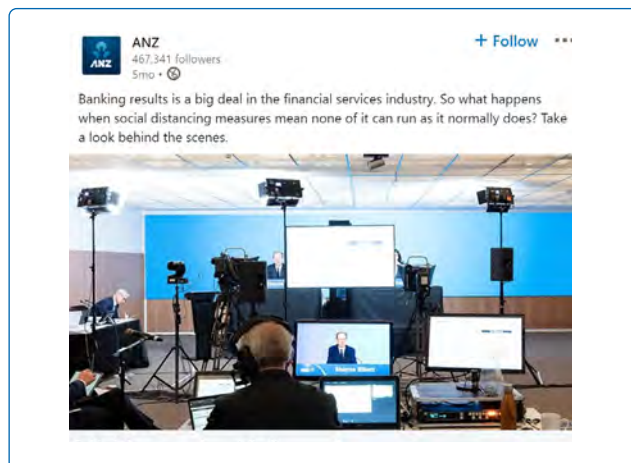 ANZ
ANZ
467,341 followers
5mo •
+ Follow
Banking results is a big deal in the financial services industry. So what happens
when social distancing measures mean none of it can run as it normally does? Take
a look behind the scenes.